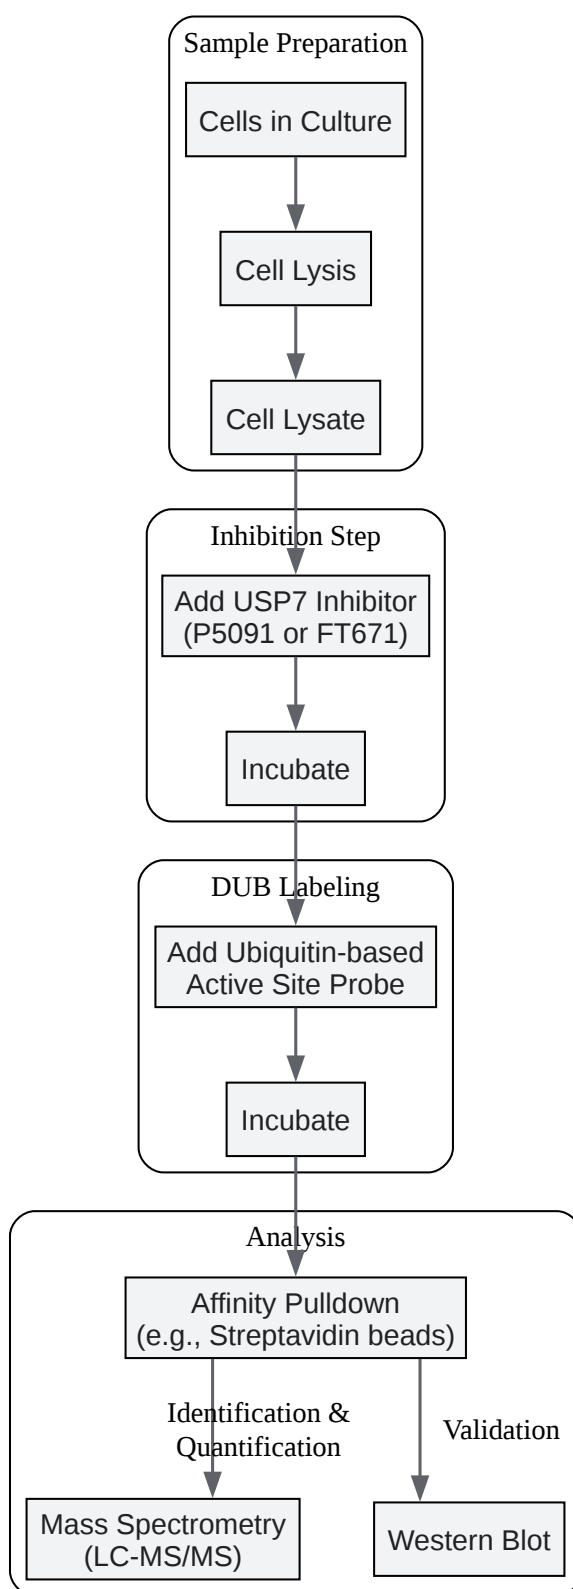 Sample Preparation
Cells in Culture
Cell Lysis
Cell Lysate
Inhibition Step
Add USP7 Inhibitor
(P5091 or FT671)
Incubate
DUB Labeling
Add Ubiquitin-based
Active Site Probe
Incubate
Analysis
Affinity Pulldown
(e.g., Streptavidin beads)
Identification &
Quantification
Validation
Mass Spectrometry
(LC-MS/MS)
Western Blot